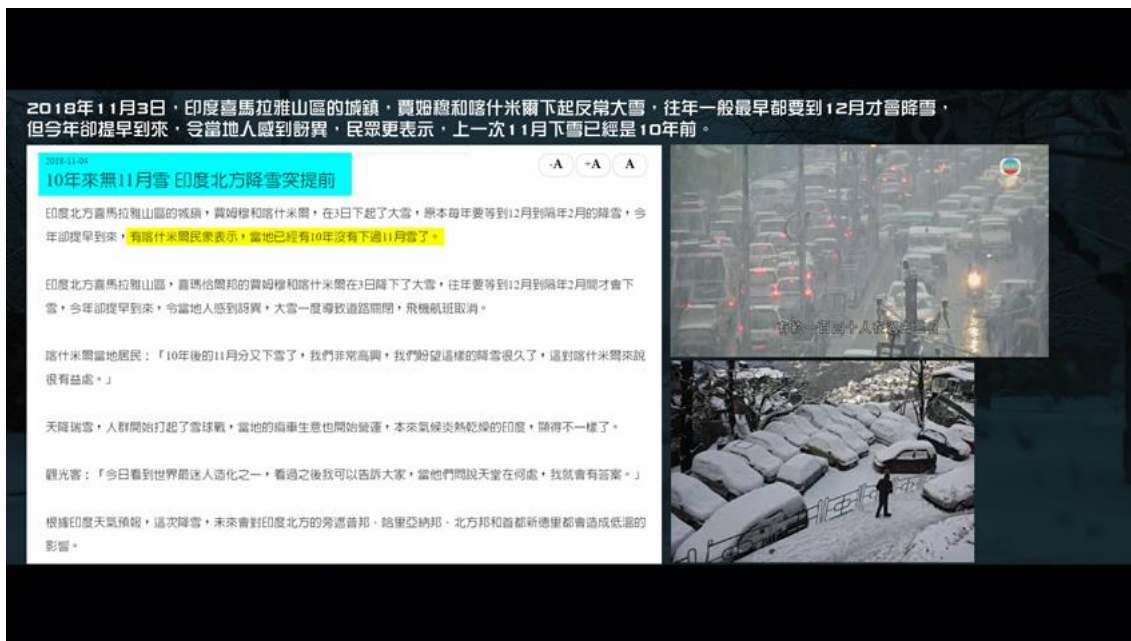 2018年11月3日，印度喜馬拉雅山區的城鎮，賈姆穆和喀什米爾下起反常大雪，往年一般最早都要到12月才會降雪，
但今年卻提早到來，令當地人感到訝異，民眾更表示，上一次11月下雪已經是10年前。
2018-11-04
-A +A A
10年來無11月雪 印度北方降雪突提前
印度北方喜馬拉雅山區的城鎮，賈姆穆和喀什米爾，在3日下起了大雪，原本每年要等到12月到隔年2月的降雪，今
年卻提早到來，有喀什米爾民眾表示，當地已經有10年沒有下過11月雪了。
印度北方喜馬拉雅山區，喜瑪恰爾邦的賈姆穆和喀什米爾在3日降下了大雪，往年要等到12月到隔年2月間才會下
雪，今年卻提早到來，令當地人感到訝異，大雪一度導致道路關閉，飛機航班取消。
喀什米爾當地居民：「10年後的11月分又下雪了，我們非常高興，我們盼望這樣的降雪很久了，這對喀什米爾來說
很有益處。」
天降瑞雪，人群開始打起了雪球戰，當地的纜車生意也開始營運，本來氣候炎熱乾燥的印度，顯得不一樣了。
觀光客：「今日看到世界最迷人造化之一，看過之後我可以告訴大家，當他們問說天堂在何處，我就會有答案。」
根據印度天氣預報，這次降雪，未來會對印度北方的旁遮普邦、哈里亞納邦、北方邦和首都新德里都會造成低溫的
影響。